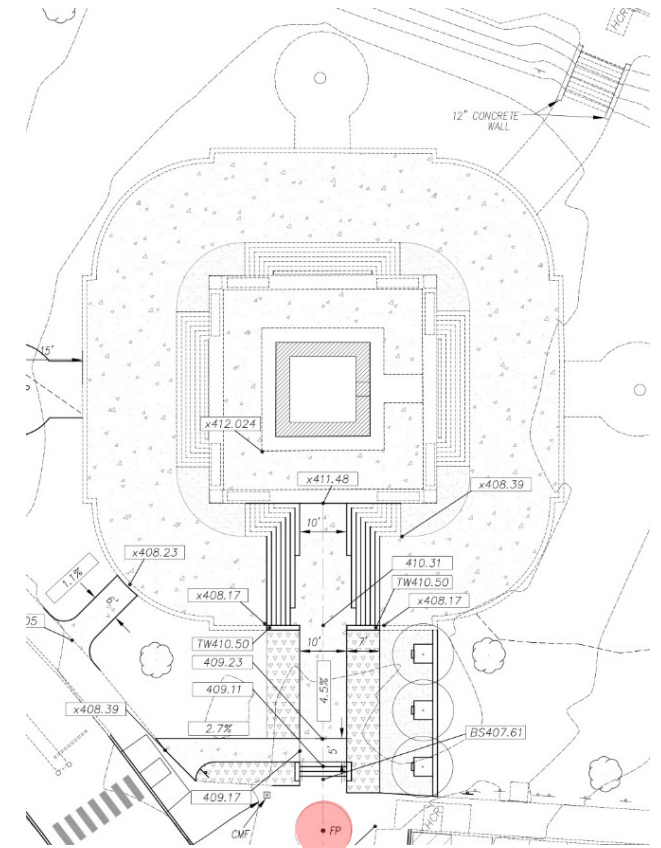 HCR
12" CONCRETE
WALL
15'
x412.024
x411.48
x408.39
10'
x408.23
1.1%
6'
410.31
TW410.50
x408.17
x408.17
05
TW410.50
10'
7'
409.23
4.5%
409.11
x408.39
2.7%
5'
BS407.61
409.17
CMF
FP
HCR